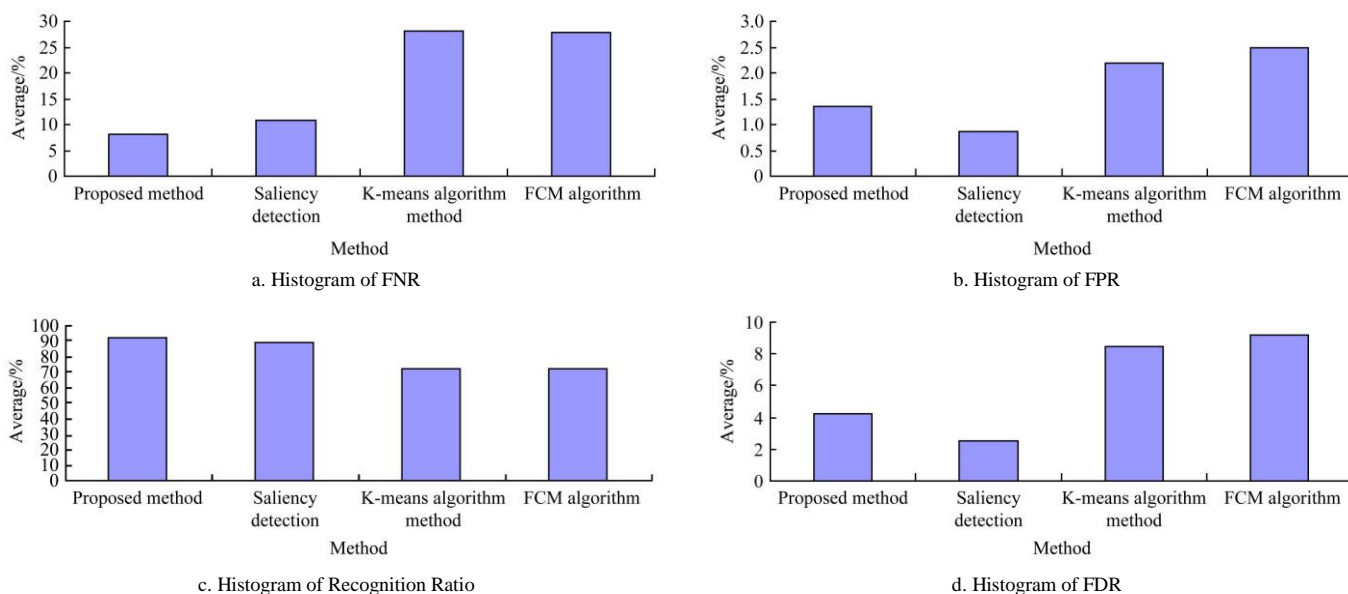 30
25
20
15
10
5
0
Average/%
Proposed method
Saliency
detection
K-means algorithm
method
FCM algorithm
Method
a. Histogram of FNR
3.0
2.5
2.0
1.5
1.0
0.5
0
Average/%
Proposed method
Saliency
detection
K-means algorithm
method
FCM algorithm
Method
b. Histogram of FPR
100
90
80
70
60
50
40
30
20
10
0
Average/%
Proposed method
Saliency
detection
K-means algorithm
method
FCM algorithm
Method
c. Histogram of Recognition Ratio
10
8
6
4
2
0
Average/%
Proposed method
Saliency
detection
K-means algorithm
method
FCM algorithm
Method
d. Histogram of FDR